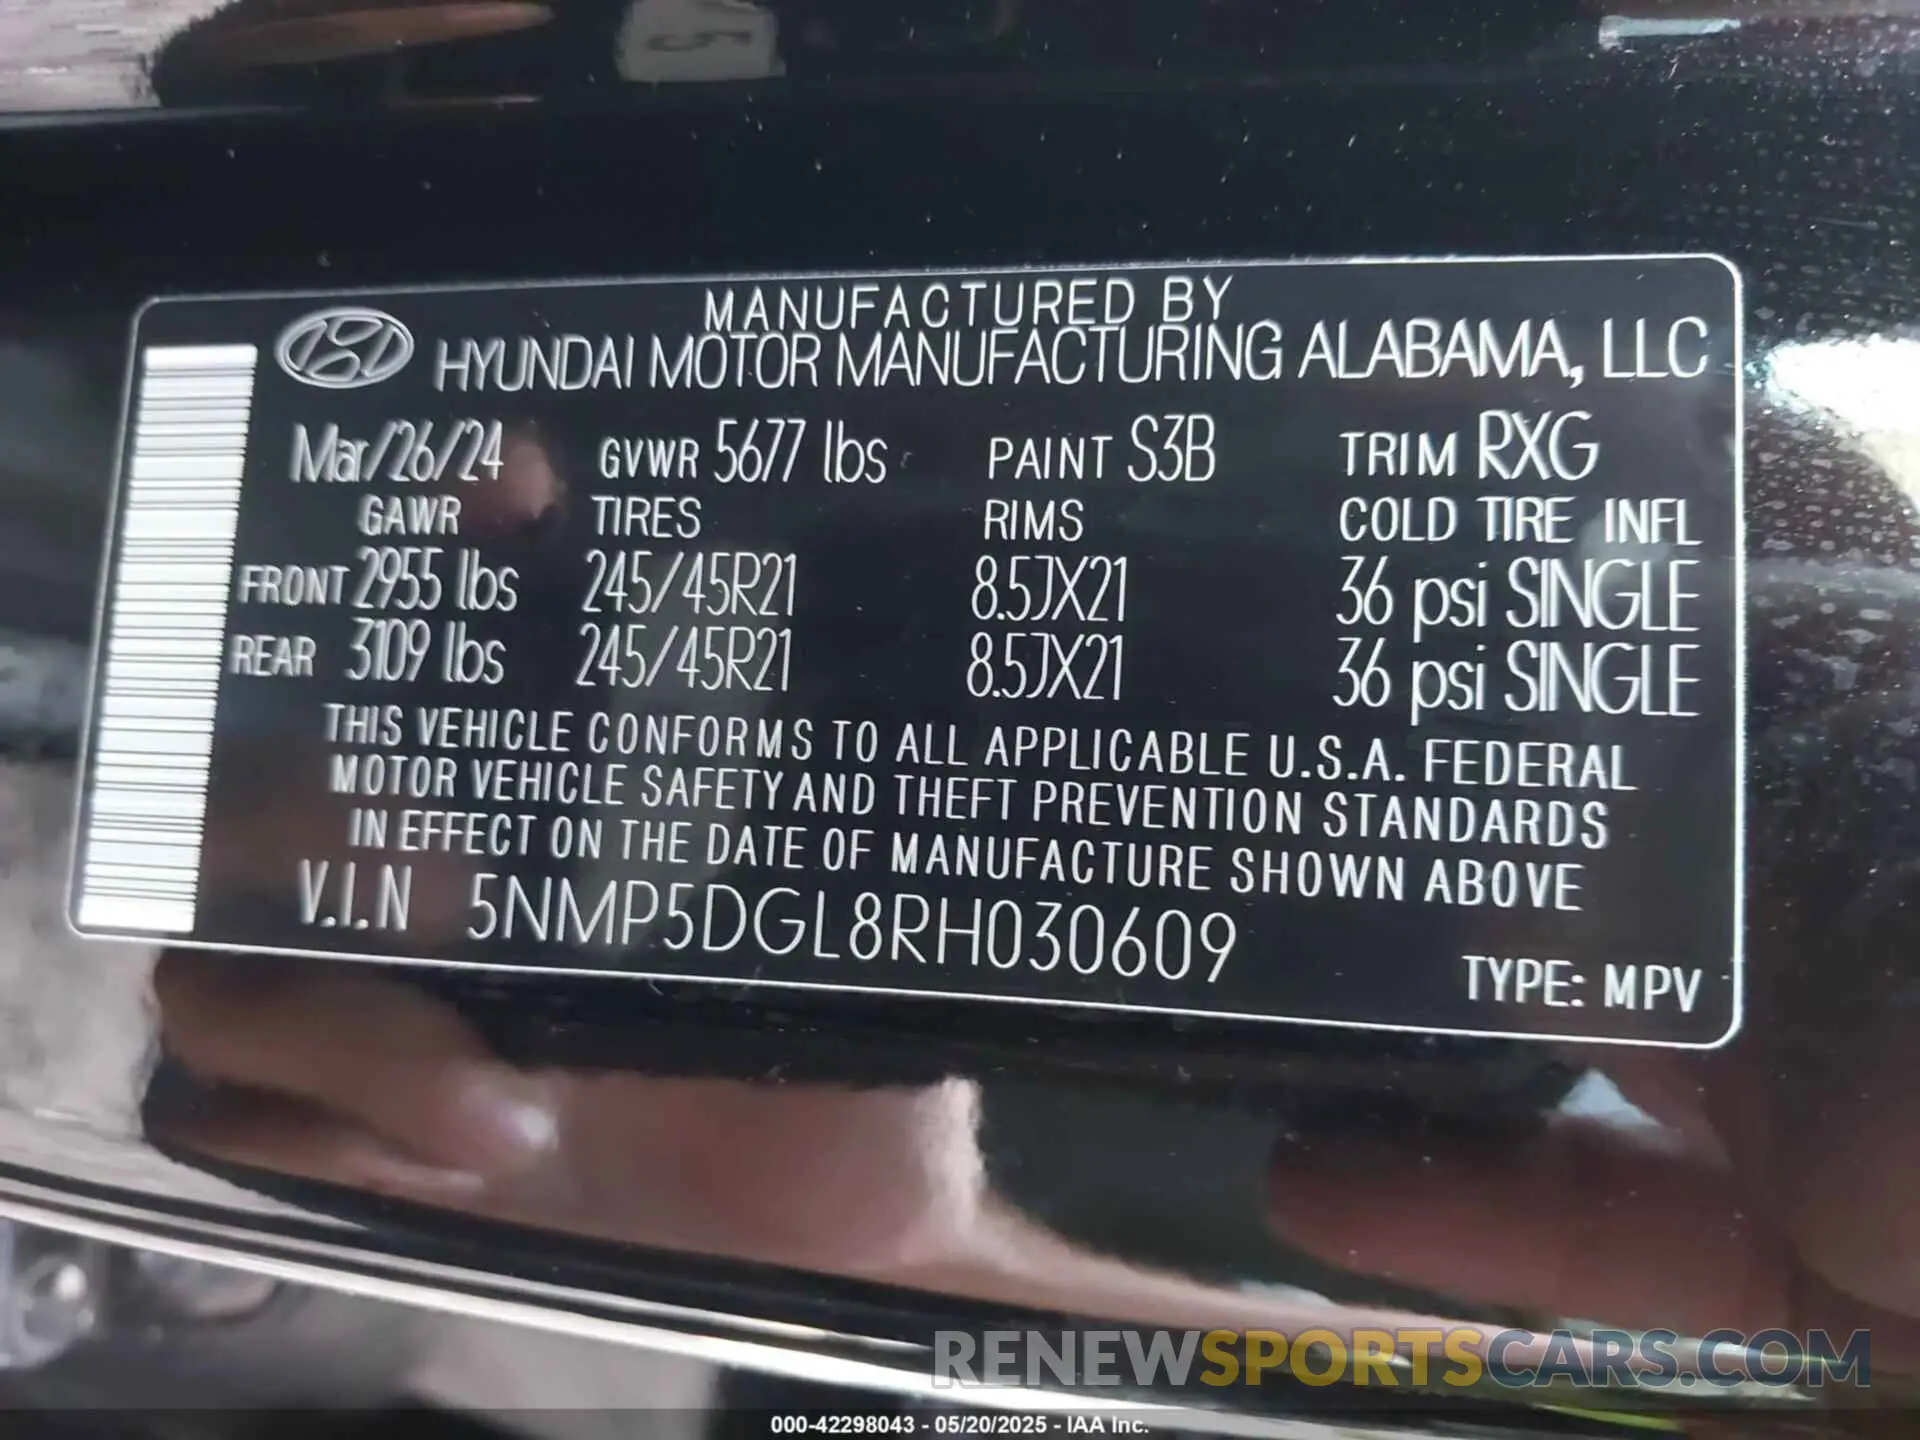 MANUFACTURED BY
HYUNDAI MOTOR MANUFACTURING ALABAMA, LLC
Mar/26/24 GVWR 5677 lbs PAINT S3B TRIM RXG
GAWR TIRES RIMS COLD TIRE INFL
FRONT 2955 lbs 245/45R21 8.5JX21 36 psi SINGLE
REAR 3109 lbs 245/45R21 8.5JX21 36 psi SINGLE
THIS VEHICLE CONFORMS TO ALL APPLICABLE U.S.A. FEDERAL
MOTOR VEHICLE SAFETY AND THEFT PREVENTION STANDARDS
IN EFFECT ON THE DATE OF MANUFACTURE SHOWN ABOVE
V.I.N 5NMP5DGL8RH030609
TYPE: MPV
RENEWSPORTSCARS.COM
000-42298043 - 05/20/2025 - IAA Inc.